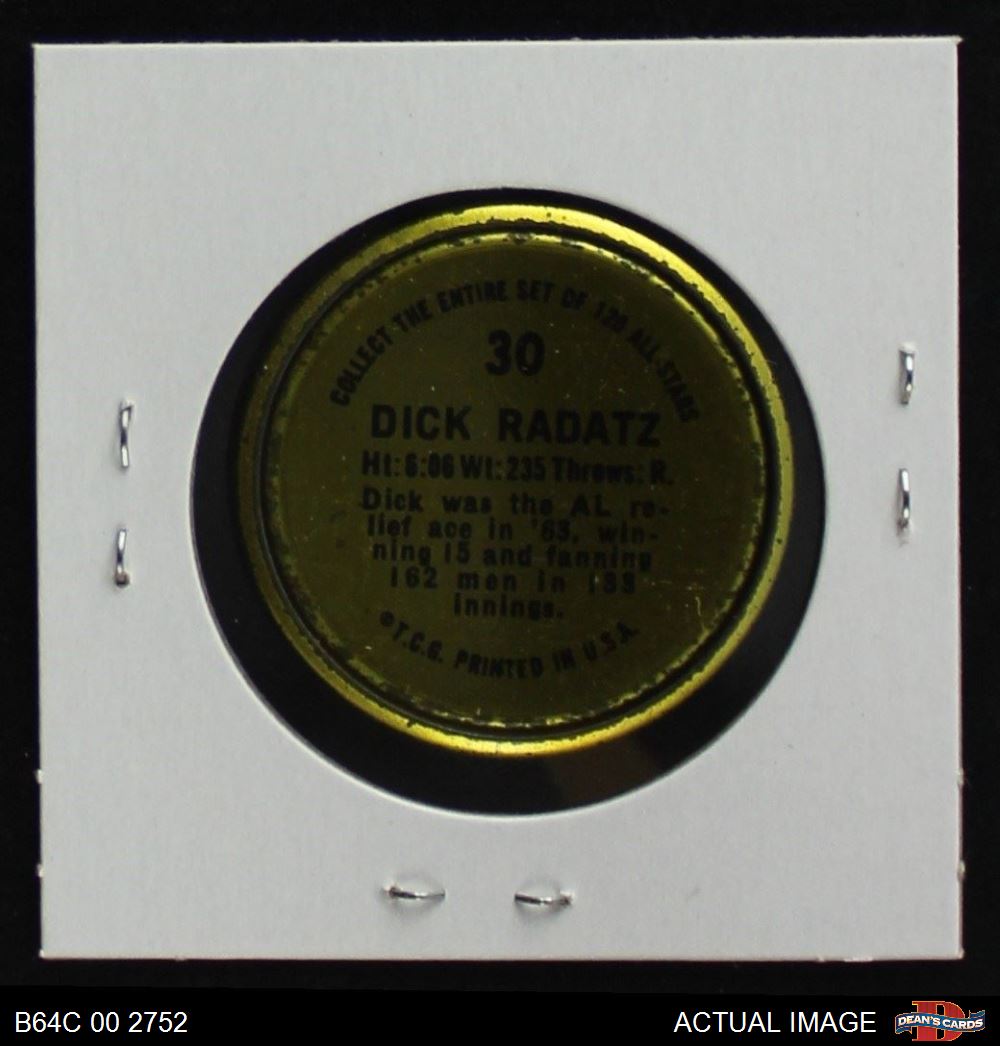 COLLECT THE ENTIRE SET OF 120 ALL-STARS
30
DICK RADATZ
Ht: 6:06 Wt: 235 Throws: R.
Dick was the AL re-
lief ace in '63, win-
ning 15 and fanning
162 men in 133
innings.
©T.C.G. PRINTED IN U.S.A.
B64C 00 2752
ACTUAL IMAGE
DEAN'S CARDS